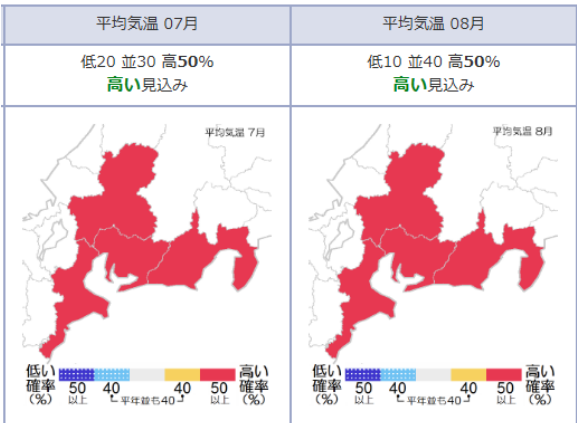 平均気温 07月
平均気温 08月
低20 並30 高50%
高い見込み
低10 並40 高50%
高い見込み
平均気温 7月
平均気温 8月
低い
確率
(%)
50
以上
40
平年並も40
40
50
以上
高い
確率
(%)
低い
確率
(%)
50
以上
40
平年並も40
40
50
以上
高い
確率
(%)